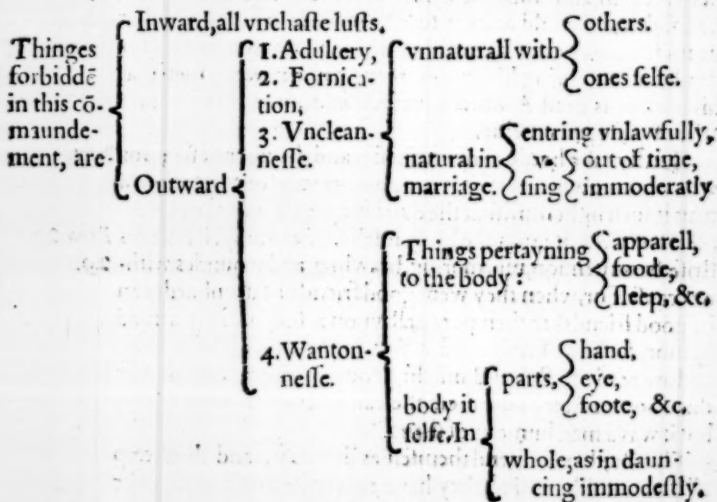 Thinges
forbiddē
in this cō-
maunde-
ment, are
Inward, all vnchaſte luſts.
Outward
1. Adultery,
2. Fornica-
tion,
3. Vnclean-
neſſe.
vnnaturall with
others.
ones ſelfe.
natural in
marriage.
entring vnlawfully,
v-
ſing
out of time,
immoderatly
4. Wanton-
neſſe.
Things pertayning
to the body:
apparell,
foode,
ſleep, &c.
body it
ſelfe. In
parts,
hand,
eye,
foote, &c.
whole, as in daun
cing immodeſtly.